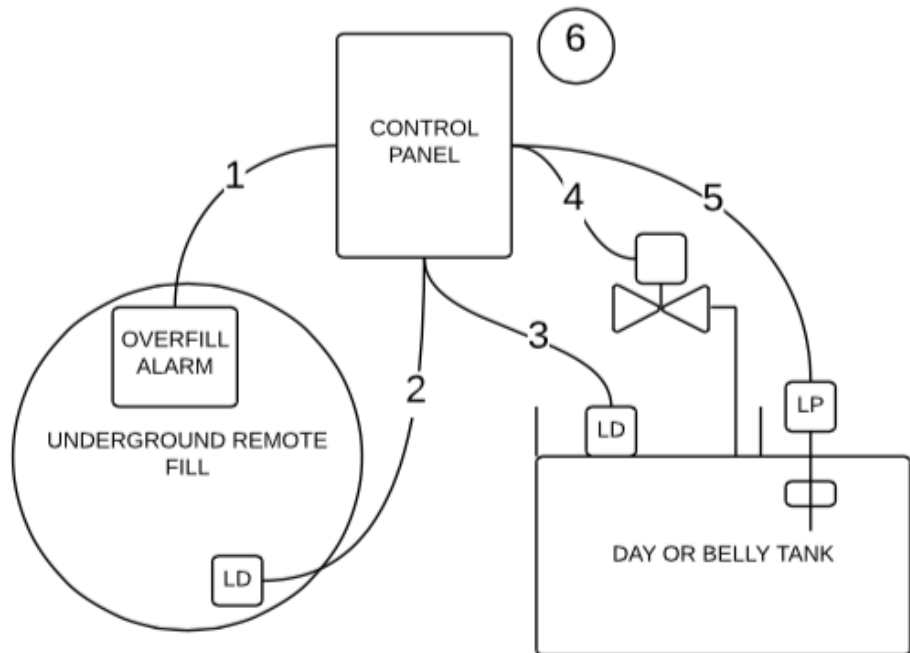 6
CONTROL
PANEL
1
4
5
OVERFILL
ALARM
3
2
LP
LD
UNDERGROUND REMOTE
FILL
DAY OR BELLY TANK
LD